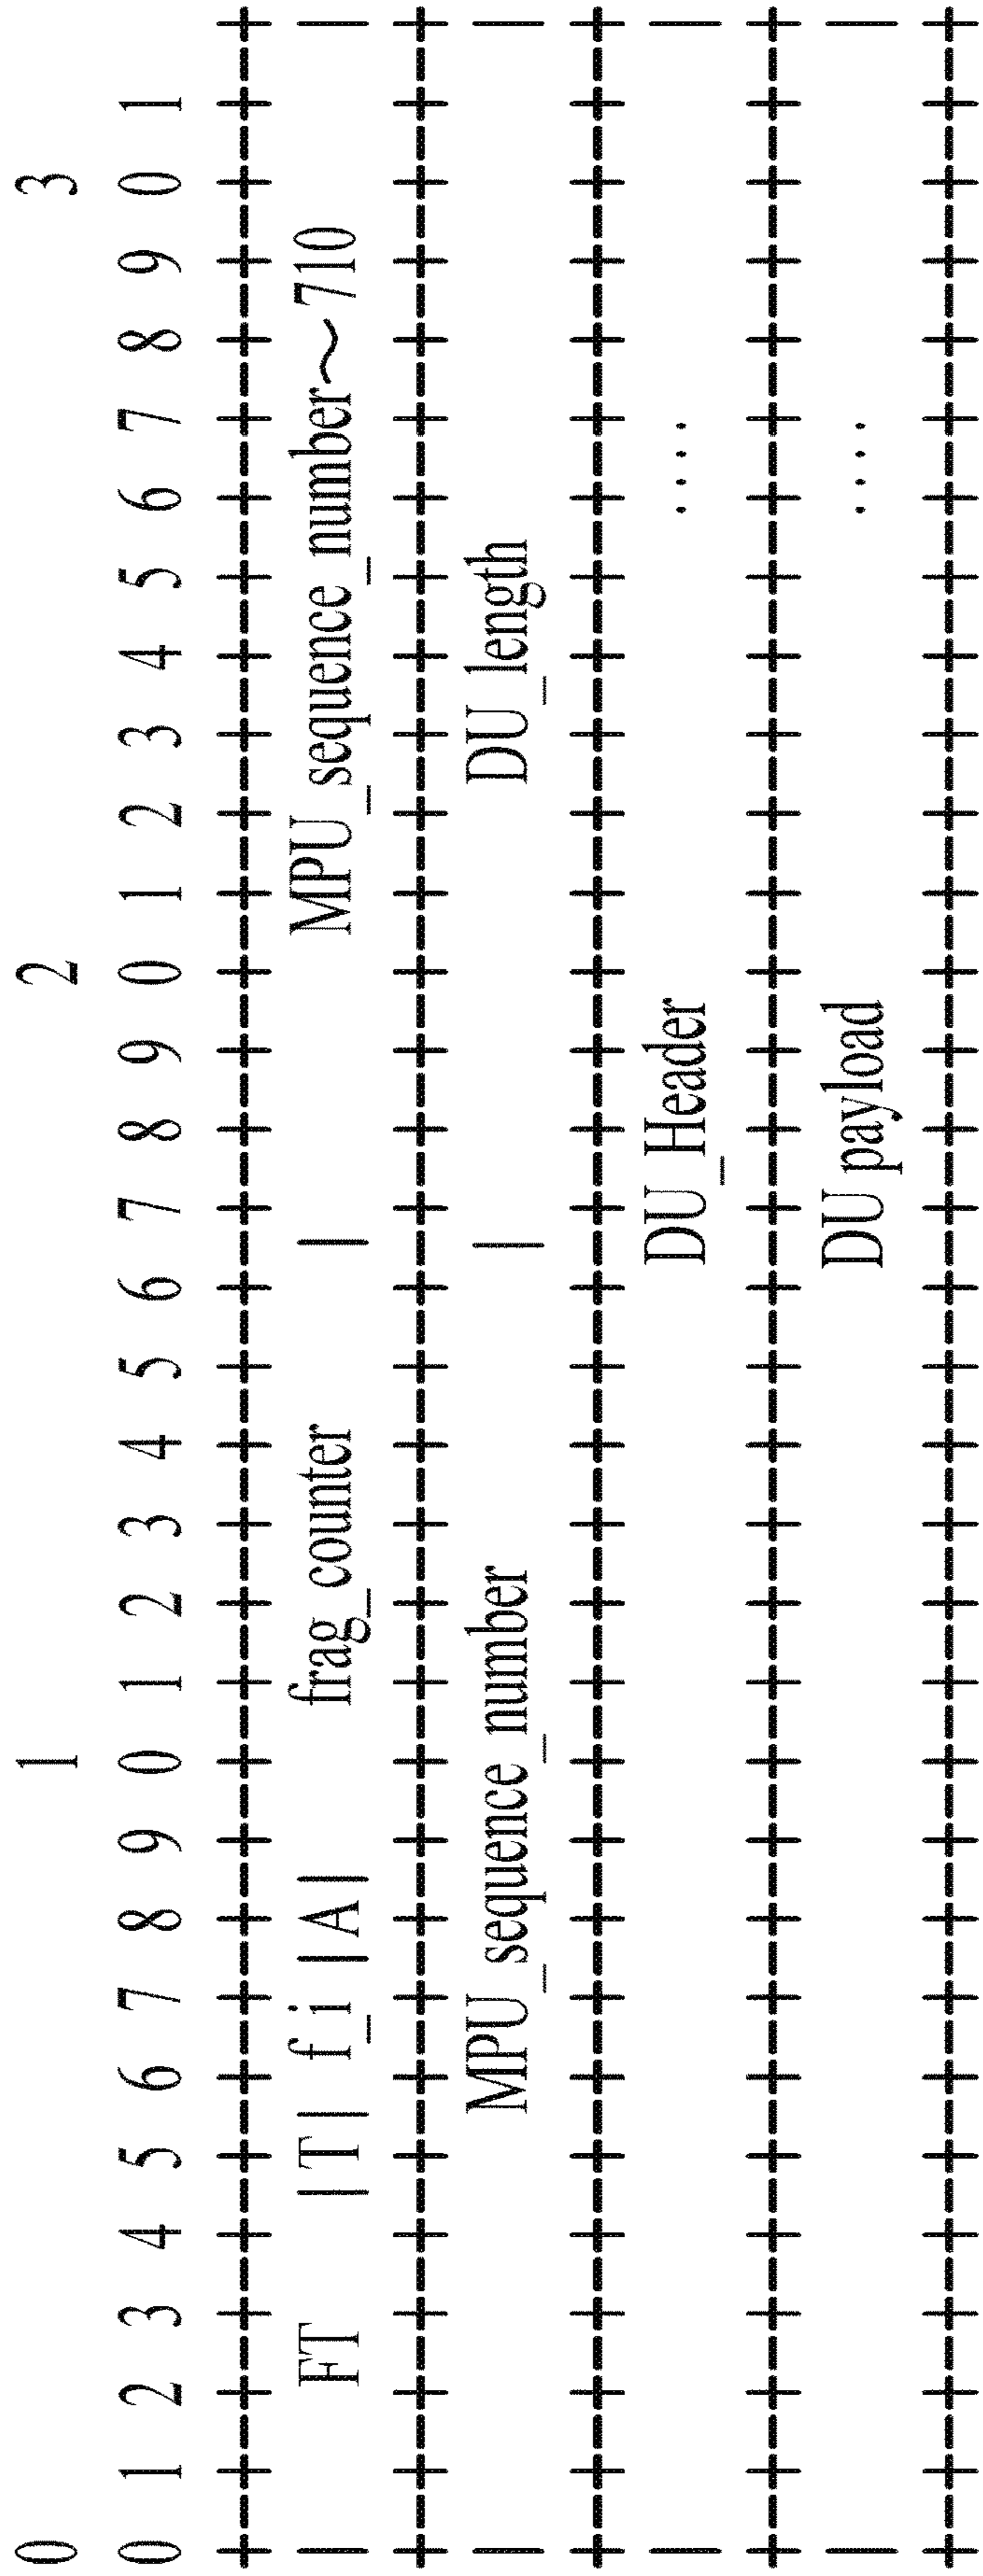 0 1 2 3
0 1 2 3 4 5 6 7 8 9 0 1 2 3 4 5 6 7 8 9 0 1 2 3 4 5 6 7 8 9 0 1
+--+--+--+--+--+--+--+--+--+--+--+--+--+--+--+--+--+--+--+--+--+--+--+--+--+--+--+--+--+--+--+--+
| FT |T| f_i |A| frag_counter | MPU_sequence_number~710 |
+--+--+--+--+--+--+--+--+--+--+--+--+--+--+--+--+--+--+--+--+--+--+--+--+--+--+--+--+--+--+--+--+
| MPU_sequence_number | DU_length |
+--+--+--+--+--+--+--+--+--+--+--+--+--+--+--+--+--+--+--+--+--+--+--+--+--+--+--+--+--+--+--+--+
| DU_Header .... |
+--+--+--+--+--+--+--+--+--+--+--+--+--+--+--+--+--+--+--+--+--+--+--+--+--+--+--+--+--+--+--+--+
| DU payload .... |
+--+--+--+--+--+--+--+--+--+--+--+--+--+--+--+--+--+--+--+--+--+--+--+--+--+--+--+--+--+--+--+--+